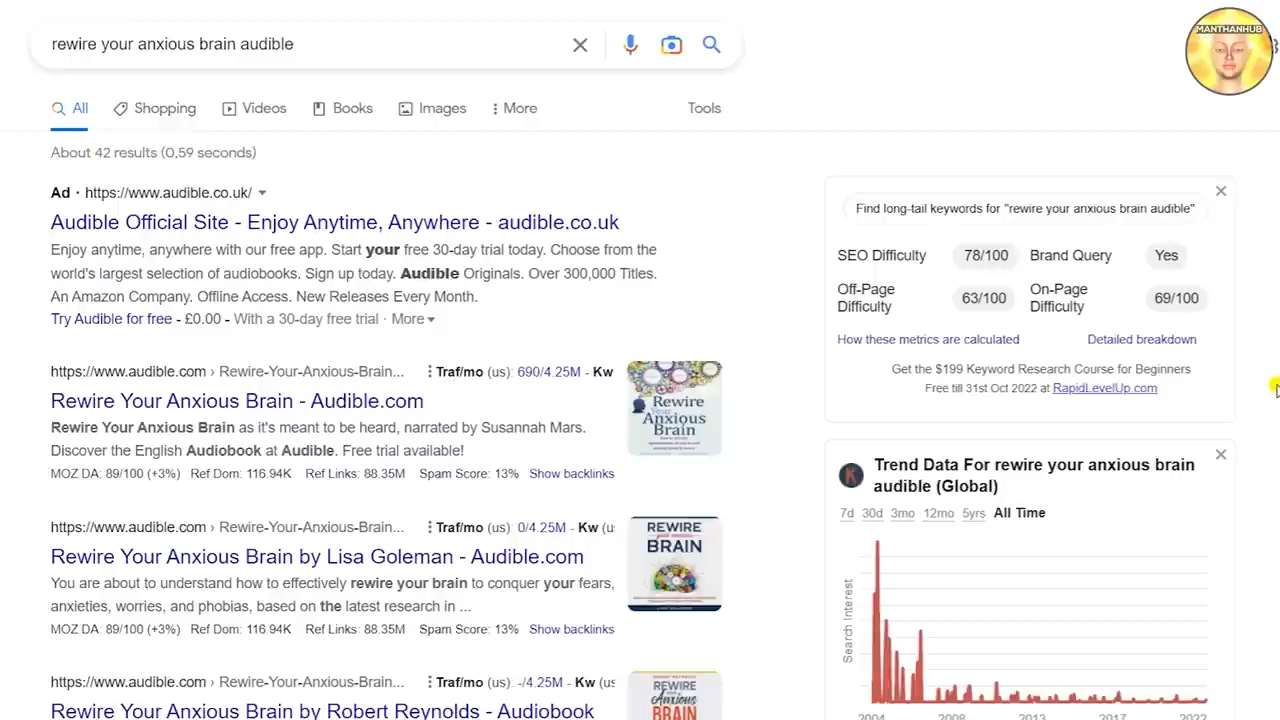 rewire your anxious brain audible
MANTHANHUB
All Shopping Videos Books Images More Tools
About 42 results (0,59 seconds)
Ad · https://www.audible.co.uk/
Audible Official Site - Enjoy Anytime, Anywhere - audible.co.uk
Enjoy anytime, anywhere with our free app. Start your free 30-day trial today. Choose from the
world's largest selection of audiobooks. Sign up today. Audible Originals. Over 300,000 Titles.
An Amazon Company. Offline Access. New Releases Every Month.
Try Audible for free - £0.00 - With a 30-day free trial · More
https://www.audible.com › Rewire-Your-Anxious-Brain... Traf/mo (us): 690/4.25M - Kw
Rewire Your Anxious Brain - Audible.com
Rewire Your Anxious Brain as it's meant to be heard, narrated by Susannah Mars.
Discover the English Audiobook at Audible. Free trial available!
MOZ DA: 89/100 (+3%) Ref Dom: 116.94K Ref Links: 88.35M Spam Score: 13% Show backlinks
Rewire
Your
Anxious
Brain
https://www.audible.com › Rewire-Your-Anxious-Brain... Traf/mo (us): 0/4.25M - Kw (us
Rewire Your Anxious Brain by Lisa Goleman - Audible.com
You are about to understand how to effectively rewire your brain to conquer your fears,
anxieties, worries, and phobias, based on the latest research in ...
MOZ DA: 89/100 (+3%) Ref Dom: 116.94K Ref Links: 88.35M Spam Score: 13% Show backlinks
REWIRE
BRAIN
https://www.audible.com › Rewire-Your-Anxious-Brain... Traf/mo (us): -/4.25M - Kw (us
Rewire Your Anxious Brain by Robert Reynolds - Audiobook
REWIRE
YOUR
Anxious
BRAIN
Find long-tail keywords for "rewire your anxious brain audible"
SEO Difficulty 78/100 Brand Query Yes
Off-Page Difficulty 63/100 On-Page Difficulty 69/100
How these metrics are calculated Detailed breakdown
Get the $199 Keyword Research Course for Beginners
Free till 31st Oct 2022 at RapidLevelUp.com
Trend Data For rewire your anxious brain
audible (Global)
7d 30d 3mo 12mo 5yrs All Time
Search Interest
2004 2008 2013 2017 2022